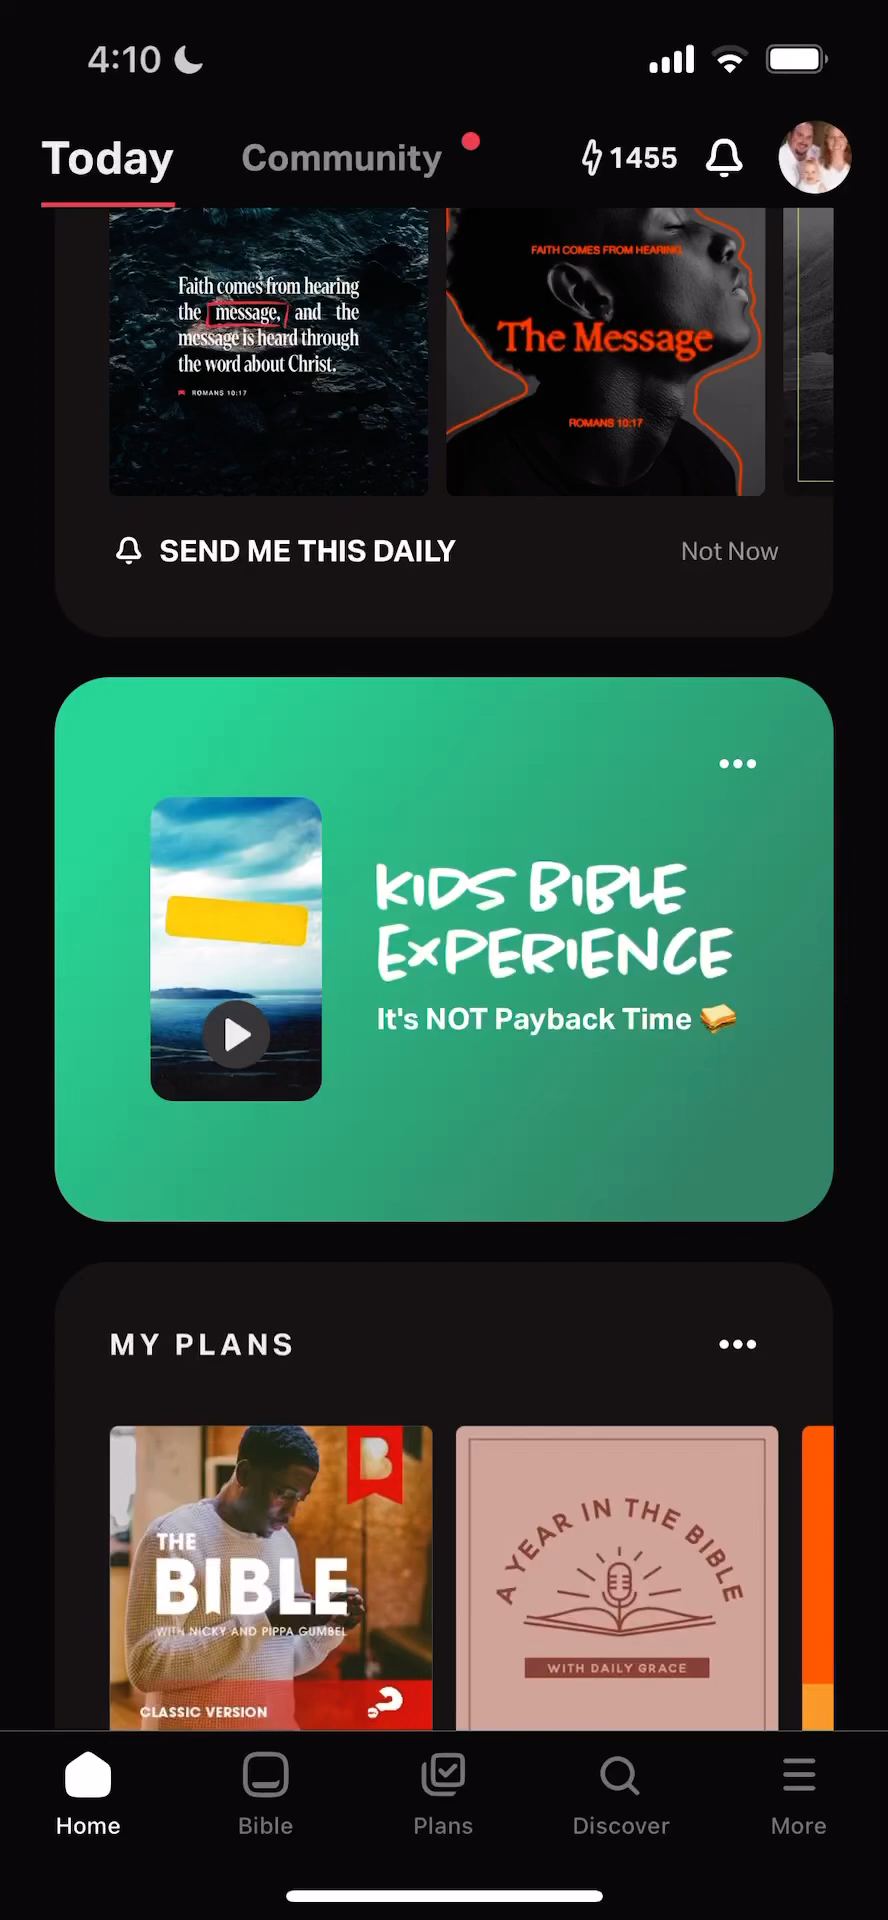 4:10
Today
Community
1455
Faith comes from hearing
the message, and the
message is heard through
the word about Christ.
ROMANS 10:17
FAITH COMES FROM HEARING,
The Message
ROMANS 10:17
SEND ME THIS DAILY
Not Now
KIDS BIBLE
EXPERIENCE
It's NOT Payback Time
MY PLANS
B
THE
BIBLE
WITH NICKY AND PIPPA GUMBEL
CLASSIC VERSION
A YEAR IN THE BIBLE
WITH DAILY GRACE
Home
Bible
Plans
Discover
More